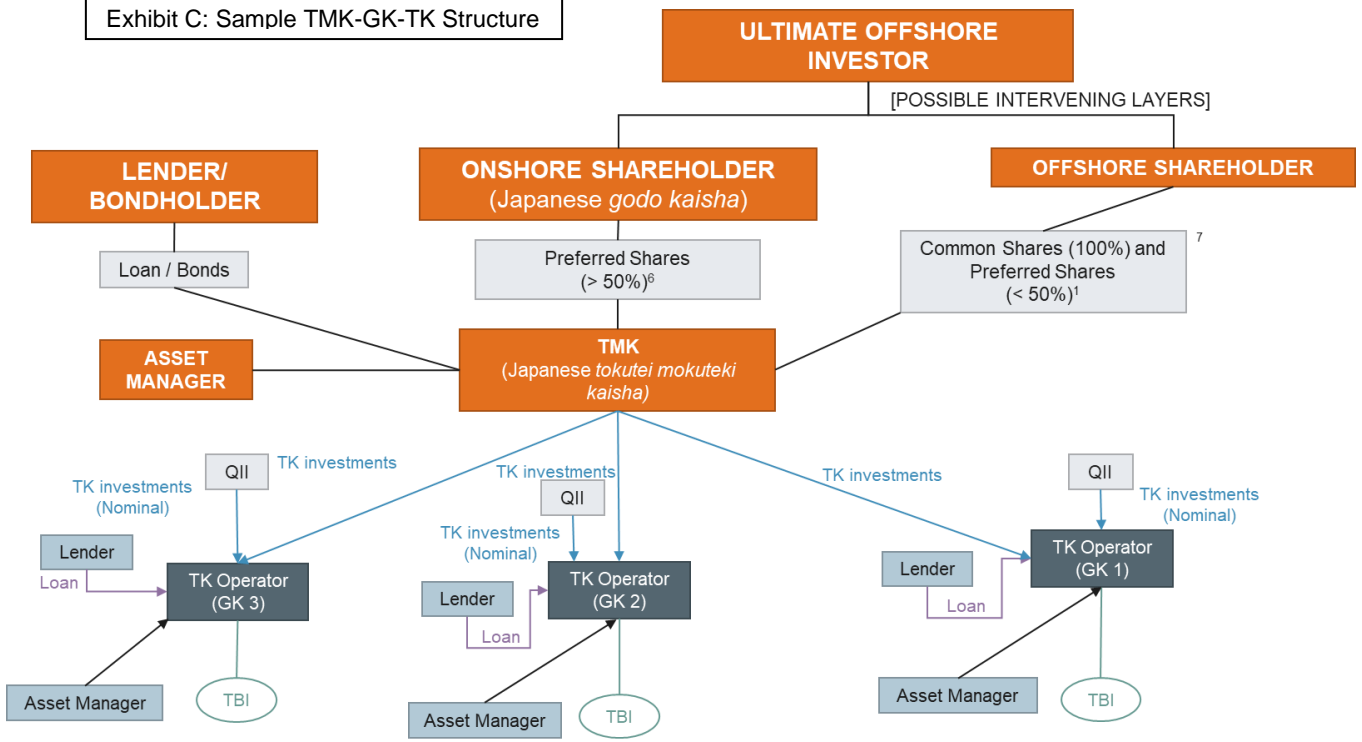 Exhibit C: Sample TMK-GK-TK Structure
ULTIMATE OFFSHORE
INVESTOR
[POSSIBLE INTERVENING LAYERS]
LENDER/
BONDHOLDER
ONSHORE SHAREHOLDER
(Japanese godo kaisha)
OFFSHORE SHAREHOLDER
Loan / Bonds
Preferred Shares
(> 50%)6
Common Shares (100%) and
Preferred Shares
(< 50%)1
7
ASSET
MANAGER
TMK
(Japanese tokutei mokuteki
kaisha)
QII
TK investments
TK investments
(Nominal)
Lender
Loan
TK Operator
(GK 3)
Asset Manager
TBI
TK investments
QII
TK investments
(Nominal)
Lender
Loan
TK Operator
(GK 2)
Asset Manager
TBI
TK investments
QII
TK investments
(Nominal)
Lender
Loan
TK Operator
(GK 1)
Asset Manager
TBI